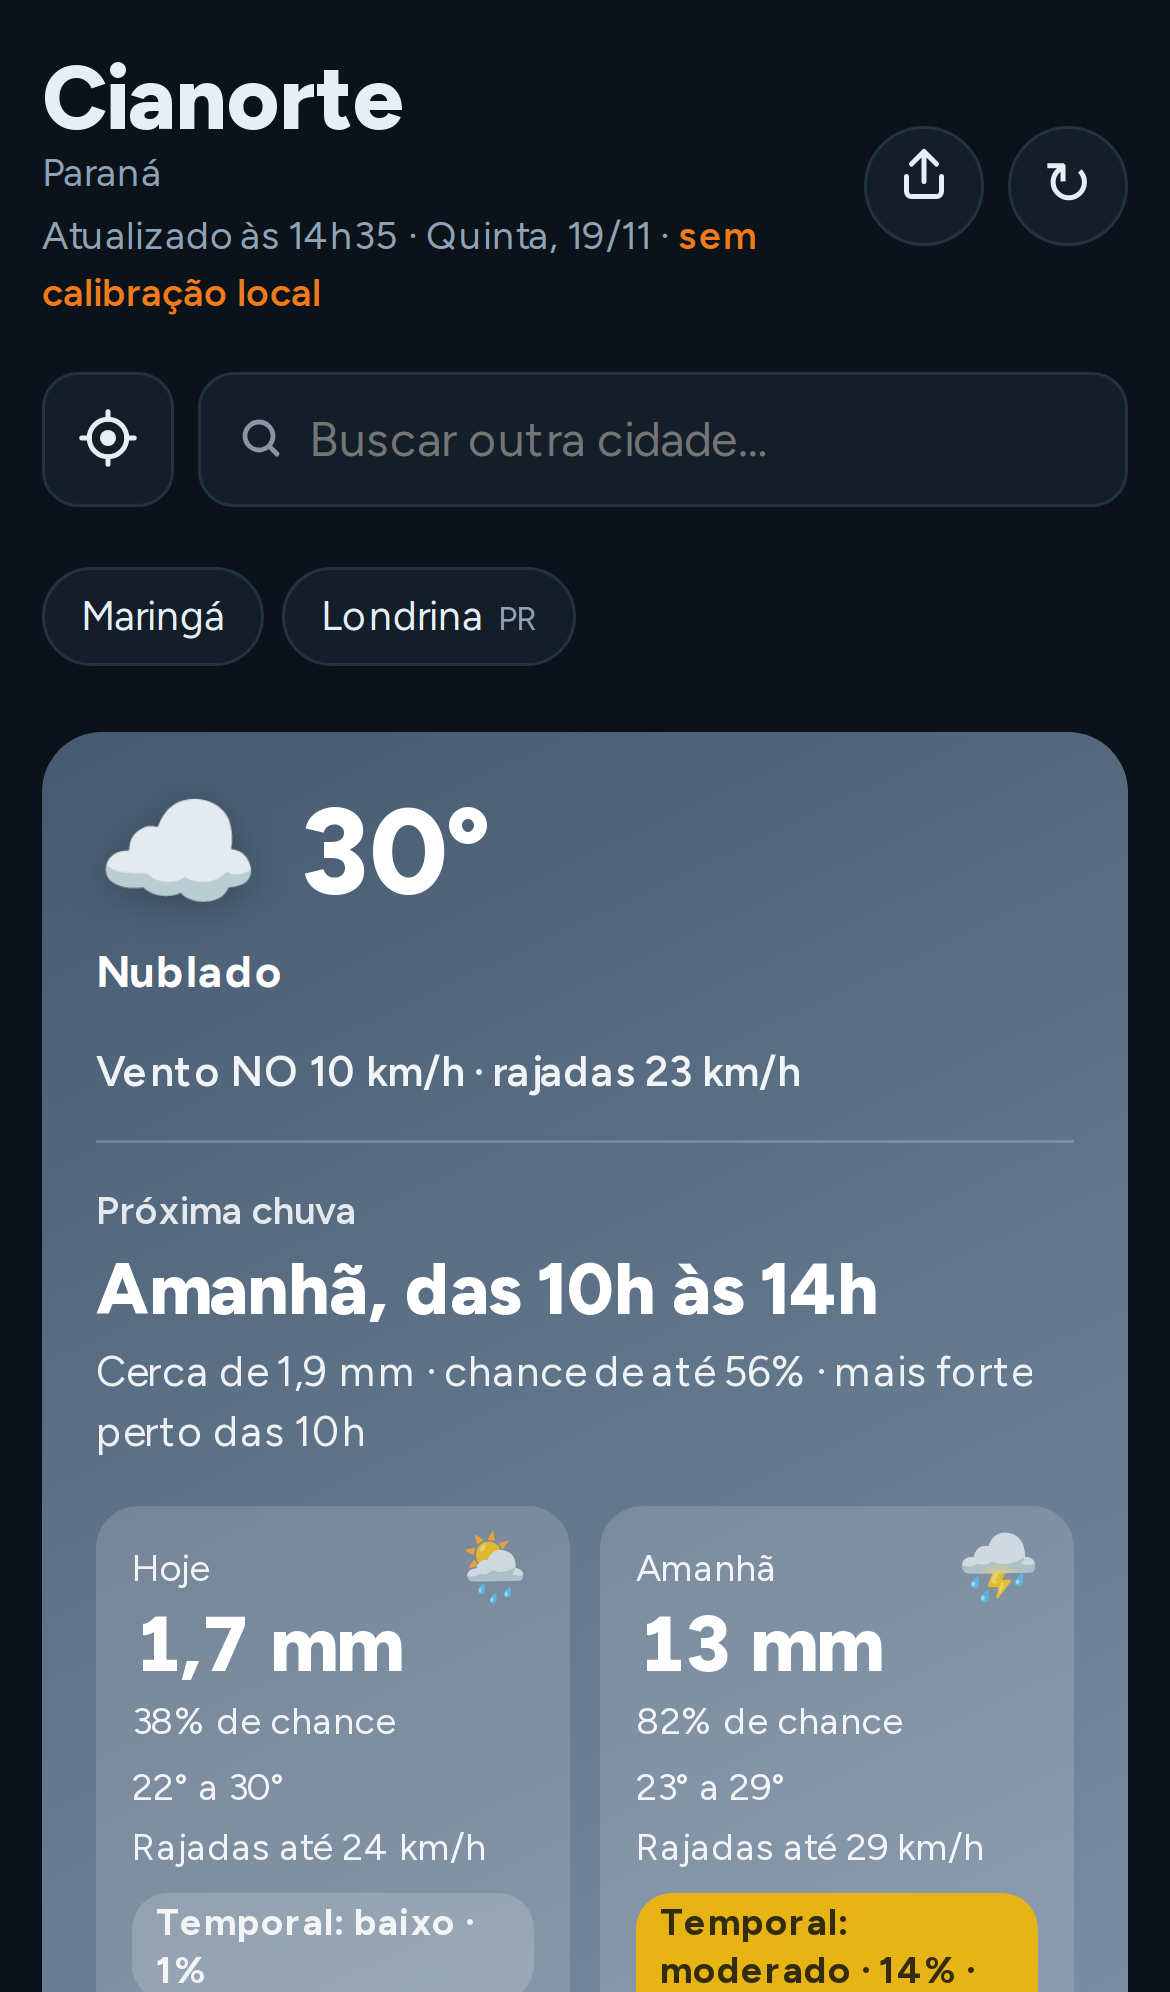 Cianorte
Paraná
Atualizado às 14h35 · Quinta, 19/11 · sem
calibração local
Buscar outra cidade...
Maringá
Londrina PR
30°
Nublado
Vento NO 10 km/h · rajadas 23 km/h
Próxima chuva
Amanhã, das 10h às 14h
Cerca de 1,9 mm · chance de até 56% · mais forte
perto das 10h
Hoje
1,7 mm
38% de chance
22° a 30°
Rajadas até 24 km/h
Temporal: baixo ·
1%
Amanhã
13 mm
82% de chance
23° a 29°
Rajadas até 29 km/h
Temporal:
moderado · 14% ·